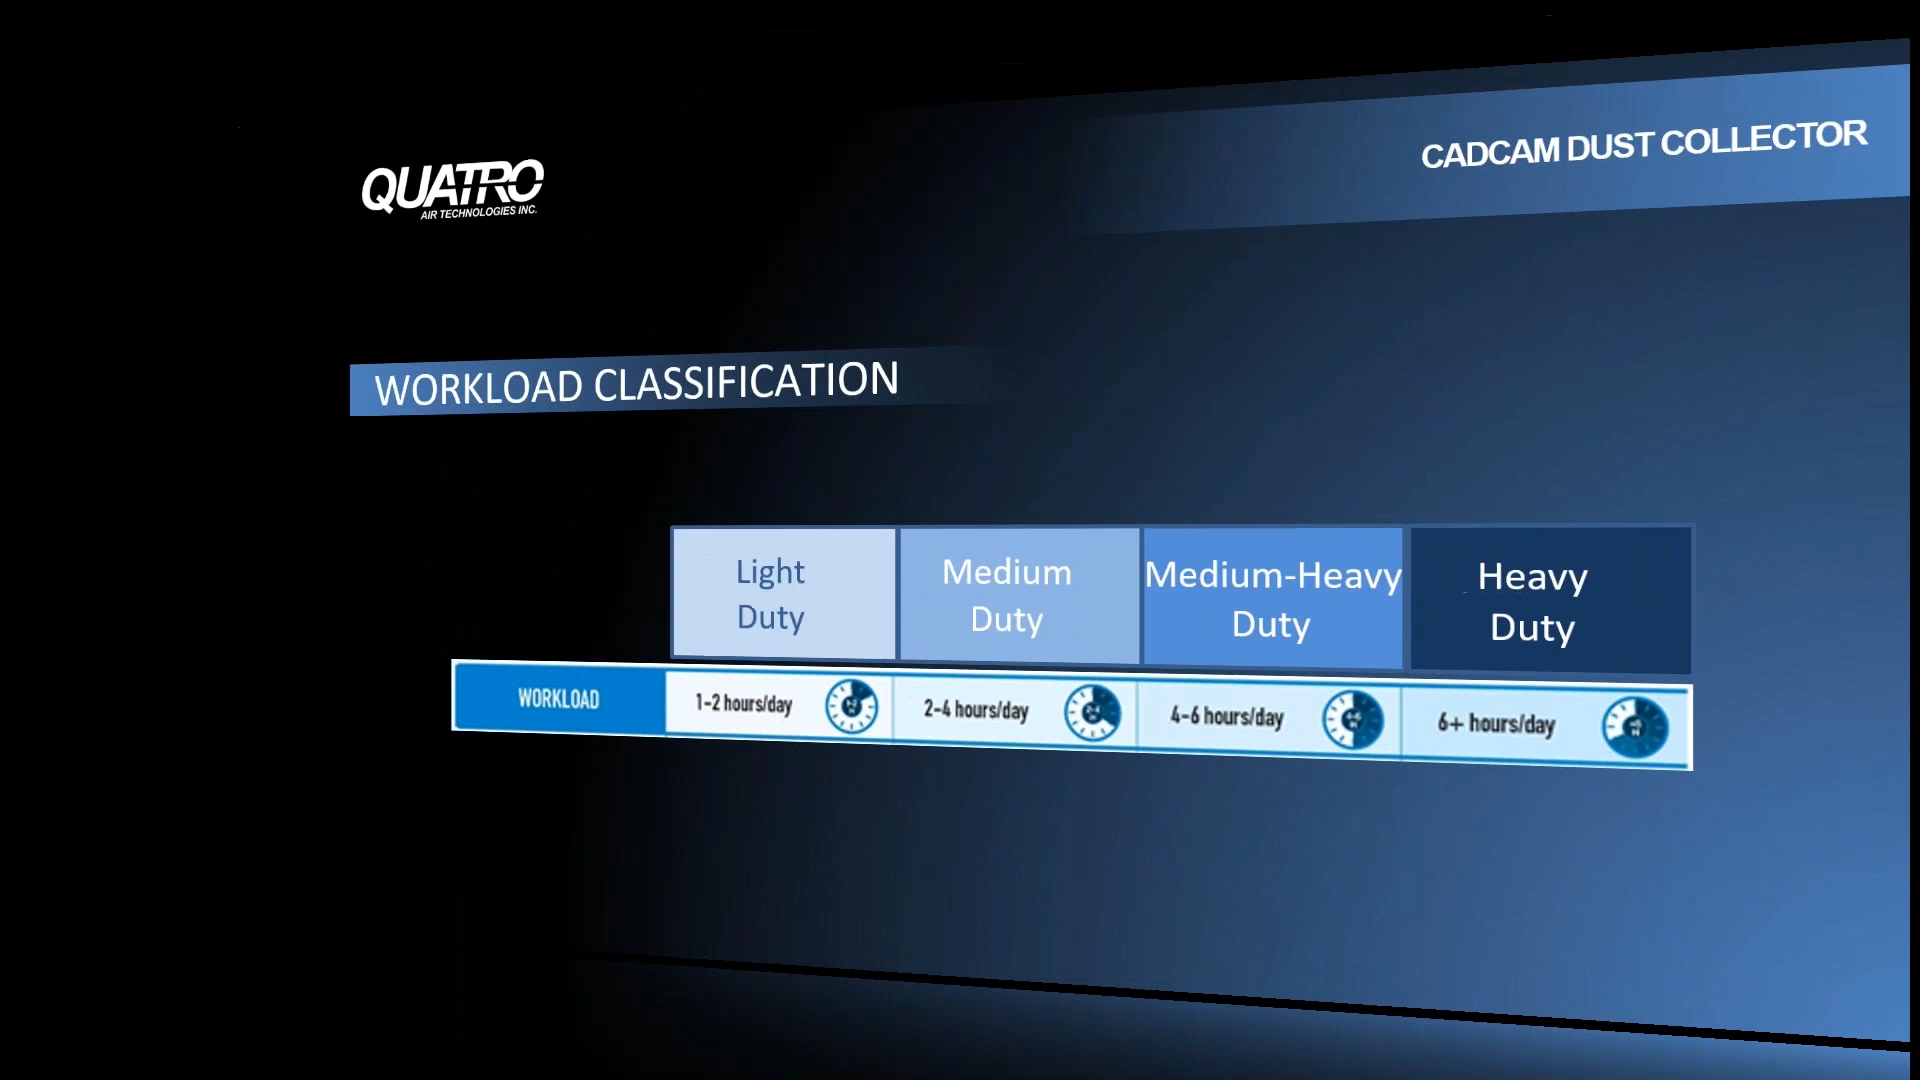 CADCAM DUST COLLECTOR
QUATRO
AIR TECHNOLOGIES INC.
WORKLOAD CLASSIFICATION
Light
Duty
Medium
Duty
Medium-Heavy
Duty
Heavy
Duty
WORKLOAD
1-2 hours/day
2-4 hours/day
4-6 hours/day
6+ hours/day